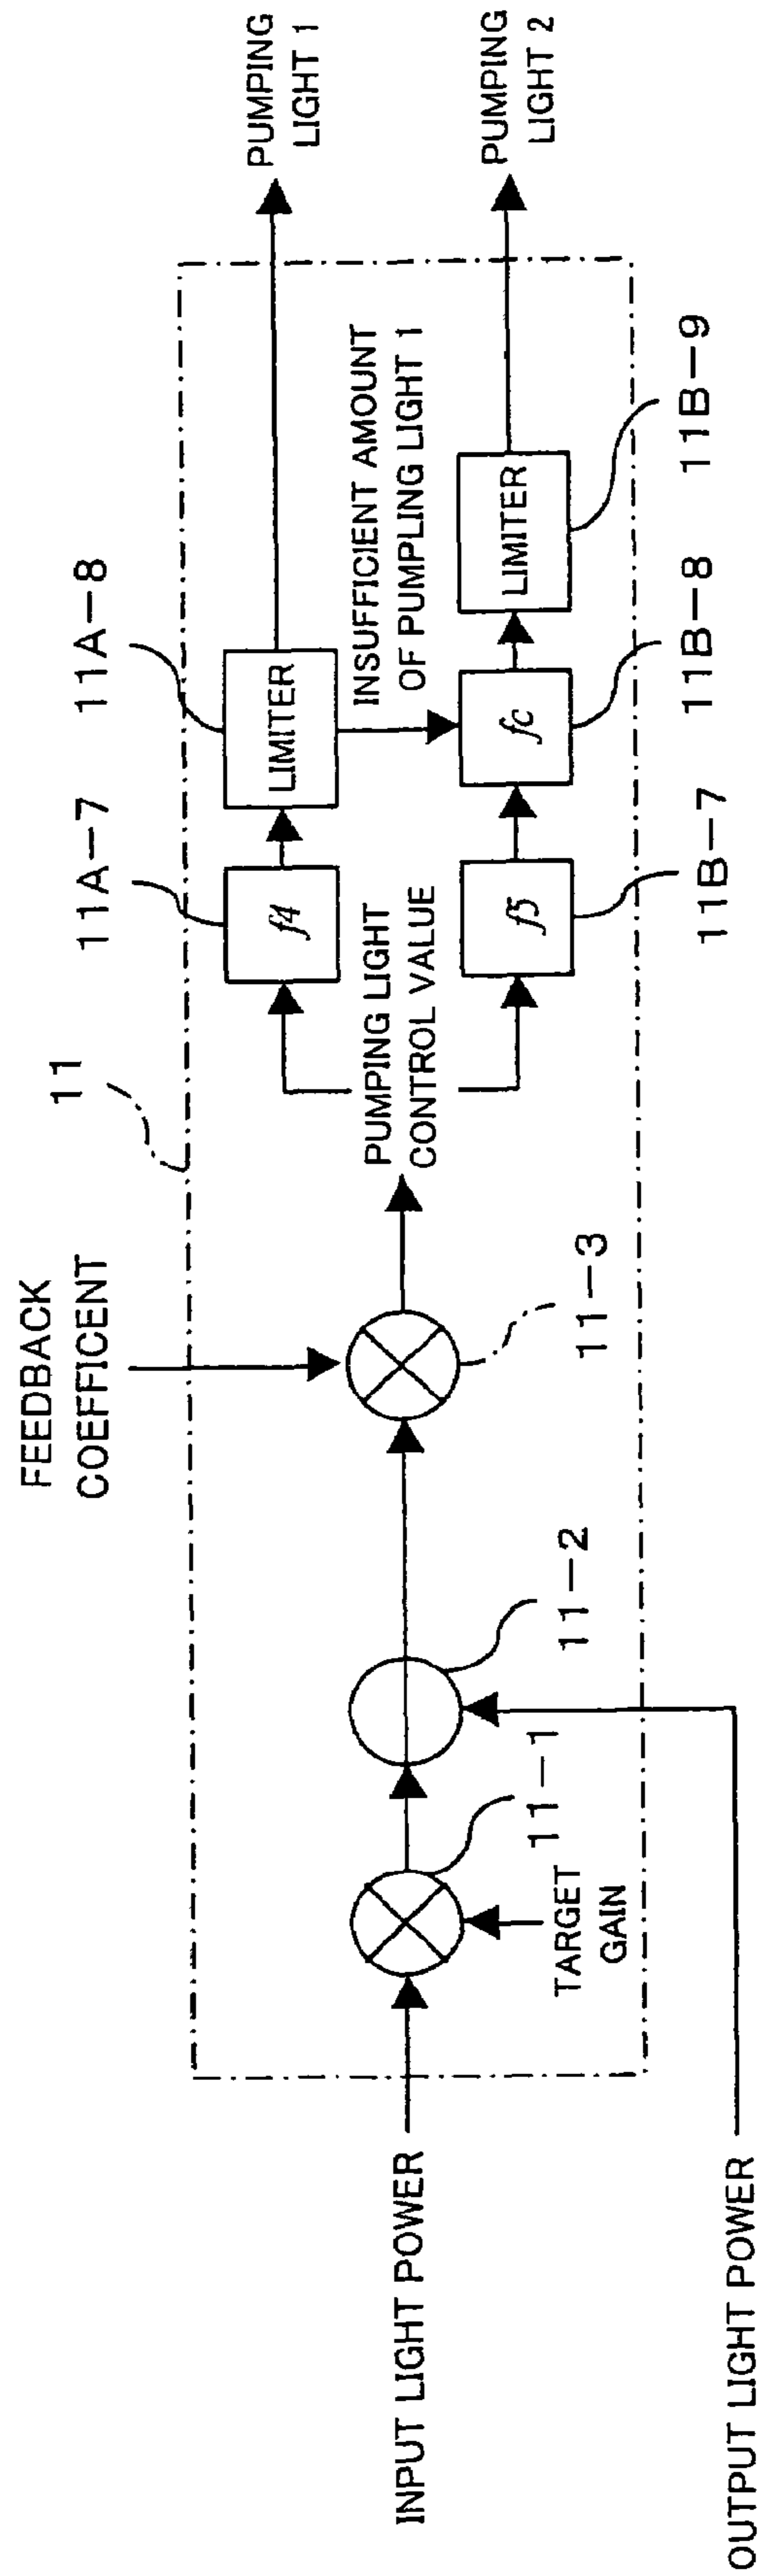 FEEDBACK
COEFFICENT
11
11A-7
11A-8
PUMPING
LIGHT 1
f4
LIMITER
INPUT LIGHT POWER
PUMPING LIGHT
CONTROL VALUE
INSUFFICIENT AMOUNT
OF PUMPLING LIGHT 1
PUMPING
LIGHT 2
f5
fc
LIMITER
TARGET
GAIN
11-1
11-2
11-3
11B-7
11B-8
11B-9
OUTPUT LIGHT POWER